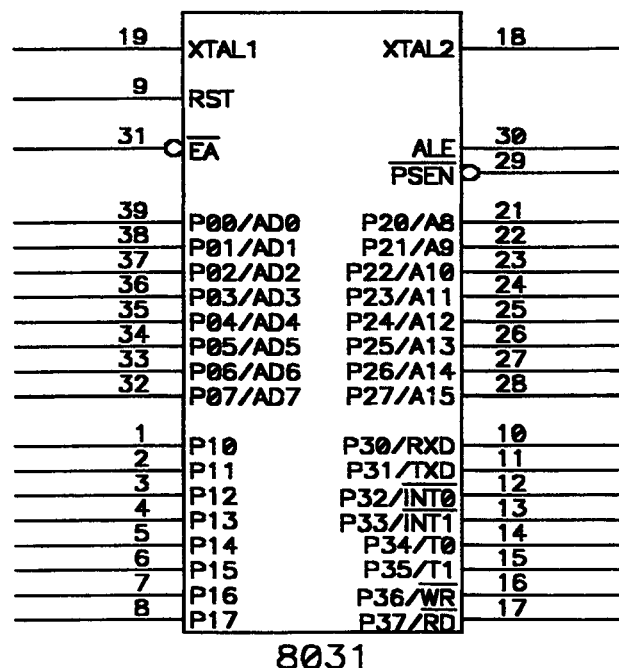 19 XTAL1 XTAL2 18
9 RST
31 EA ALE 30
PSEN 29
39 P00/AD0 P20/A8 21
38 P01/AD1 P21/A9 22
37 P02/AD2 P22/A10 23
36 P03/AD3 P23/A11 24
35 P04/AD4 P24/A12 25
34 P05/AD5 P25/A13 26
33 P06/AD6 P26/A14 27
32 P07/AD7 P27/A15 28
1 P10 P30/RXD 10
2 P11 P31/TXD 11
3 P12 P32/INT0 12
4 P13 P33/INT1 13
5 P14 P34/T0 14
6 P15 P35/T1 15
7 P16 P36/WR 16
8 P17 P37/RD 17
8031